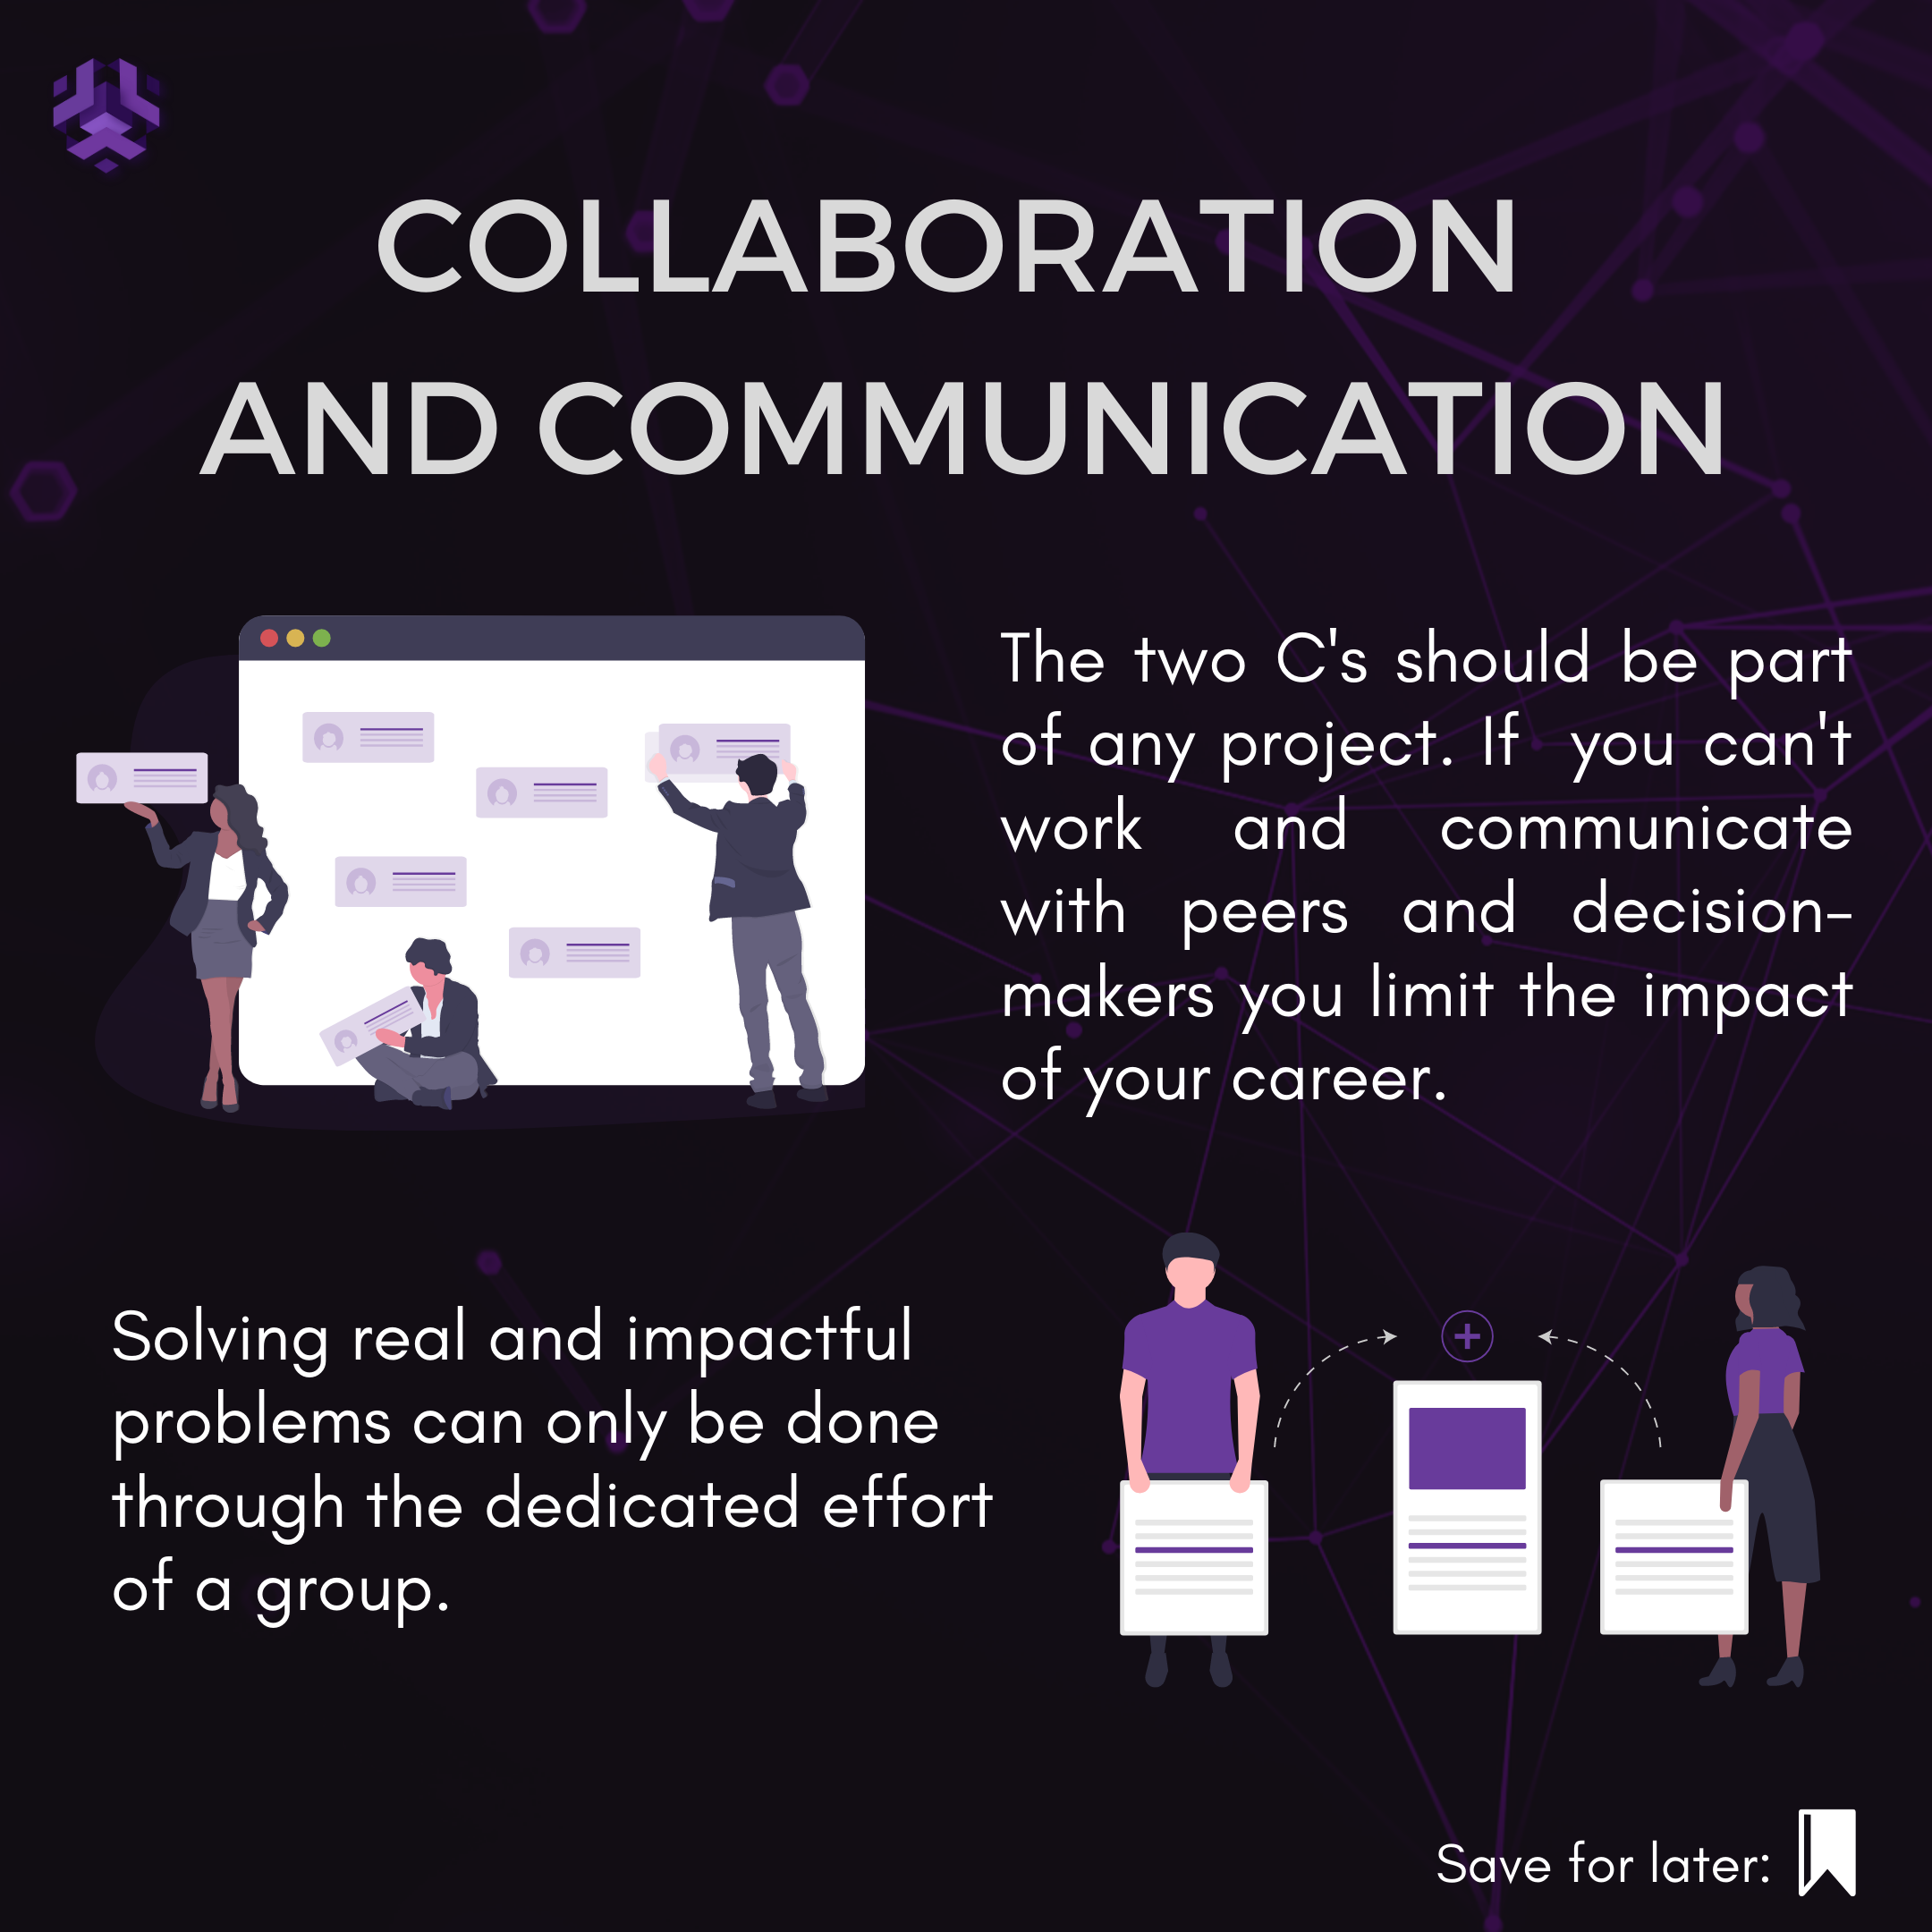 COLLABORATION
AND COMMUNICATION
The two C's should be part
of any project. If you can't
work and communicate
with peers and decision-
makers you limit the impact
of your career.
Solving real and impactful
problems can only be done
through the dedicated effort
of a group.
Save for later: